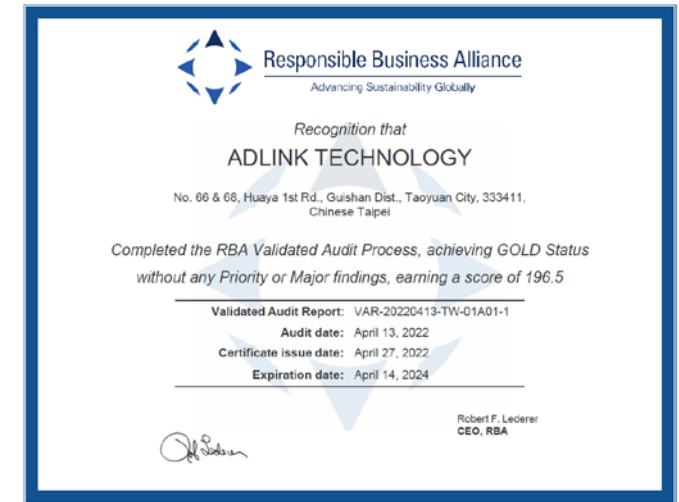 Responsible Business Alliance
Advancing Sustainability Globally
Recognition that
ADLINK TECHNOLOGY
No. 66 & 68, Huaya 1st Rd., Guishan Dist., Taoyuan City, 333411,
Chinese Taipei
Completed the RBA Validated Audit Process, achieving GOLD Status
without any Priority or Major findings, earning a score of 196.5
Validated Audit Report: VAR-20220413-TW-01A01-1
Audit date: April 13, 2022
Certificate issue date: April 27, 2022
Expiration date: April 14, 2024
Robert F. Lederer
CEO, RBA